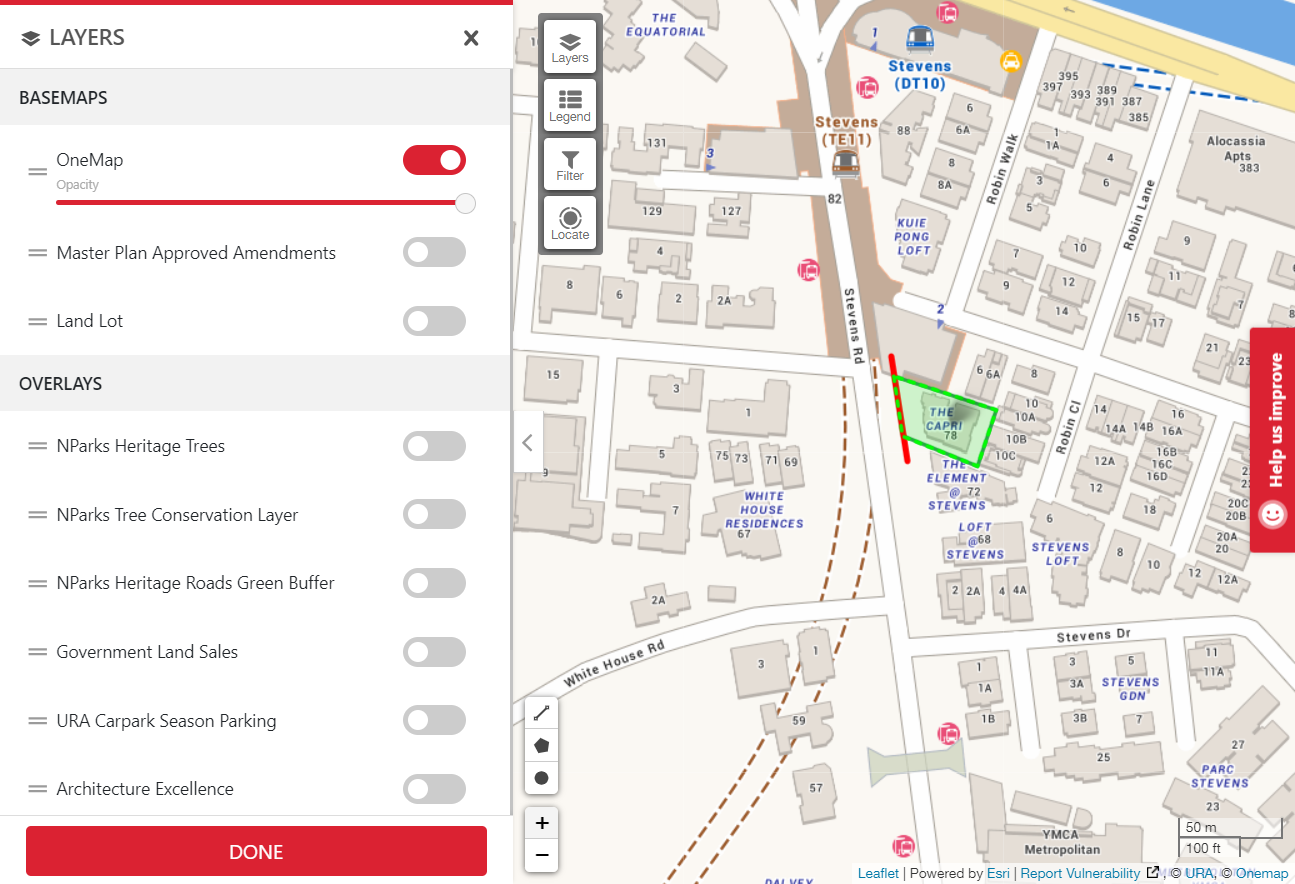 LAYERS
BASEMAPS
OneMap
Opacity
Master Plan Approved Amendments
Land Lot
OVERLAYS
NParks Heritage Trees
NParks Tree Conservation Layer
NParks Heritage Roads Green Buffer
Government Land Sales
URA Carpark Season Parking
Architecture Excellence
DONE
Layers
Legend
Filter
Locate
THE
EQUATORIAL
1
Stevens
(DT10)
Stevens
(TE11)
3
131
129
127
82
4
8
6
2
2A
88
6
6A
8
8A
KUIE
PONG
LOFT
Robin Walk
395
397
393
389
391
387
385
1
1A
3
5
4
6
Robin Lane
Alocassia
Apts
383
7
9
10
12
14
9
11
7
15
17
21
2
Stevens Rd
6
6A
8
10
10A
10B
10C
THE
CAPRI
78
THE
ELEMENT
@ 72
STEVENS
LOFT
@68
STEVENS
Robin Cl
14
14A
14B
16
16A
16B
16C
16D
12A
12
18
20C
20B
20A
20
15
3
1
5
75
73
71
69
9
7
WHITE
HOUSE
RESIDENCES
67
6
STEVENS
LOFT
8
10
12
12A
2
2A
4
4A
2A
White House Rd
3
1
59
57
Stevens Dr
1
1A
1B
3
3A
3B
5
STEVENS
GDN
7
11
11A
25
27
PARC
STEVENS
23
YMCA
Metropolitan
DALVEY
Help us improve
+
−
50 m
100 ft
Leaflet | Powered by Esri | Report Vulnerability , © URA, © Onemap